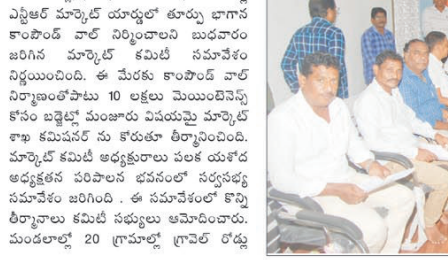 ఎన్టీఆర్ మార్కెట్ యార్డులో తూర్పు భాగాన
కాంపౌండ్ వాల్ నిర్మించాలని బుధవారం
జరిగిన మార్కెట్ కమిటీ సమావేశం
నిర్ణయించింది. ఈ మేరకు కాంపౌండ్ వాల్
నిర్మాణంతోపాటు 10 లక్షలు మెయింటెనెన్స్
కోసం బడ్జెట్లో మంజూరు విషయమై మార్కెట్
శాఖ కమిషనర్ ను కోరుతూ తీర్మానించింది.
మార్కెట్ కమిటీ అధ్యక్షురాలు పలక యశోద
అధ్యక్షతన పరిపాలన భవనంలో సర్వసభ్య
సమావేశం జరిగింది . ఈ సమావేశంలో కొన్ని
తీర్మానాలు కమిటీ సభ్యులు ఆమోదించారు.
మండలాల్లో 20 గ్రామాల్లో గ్రావెల్ రోడ్లు